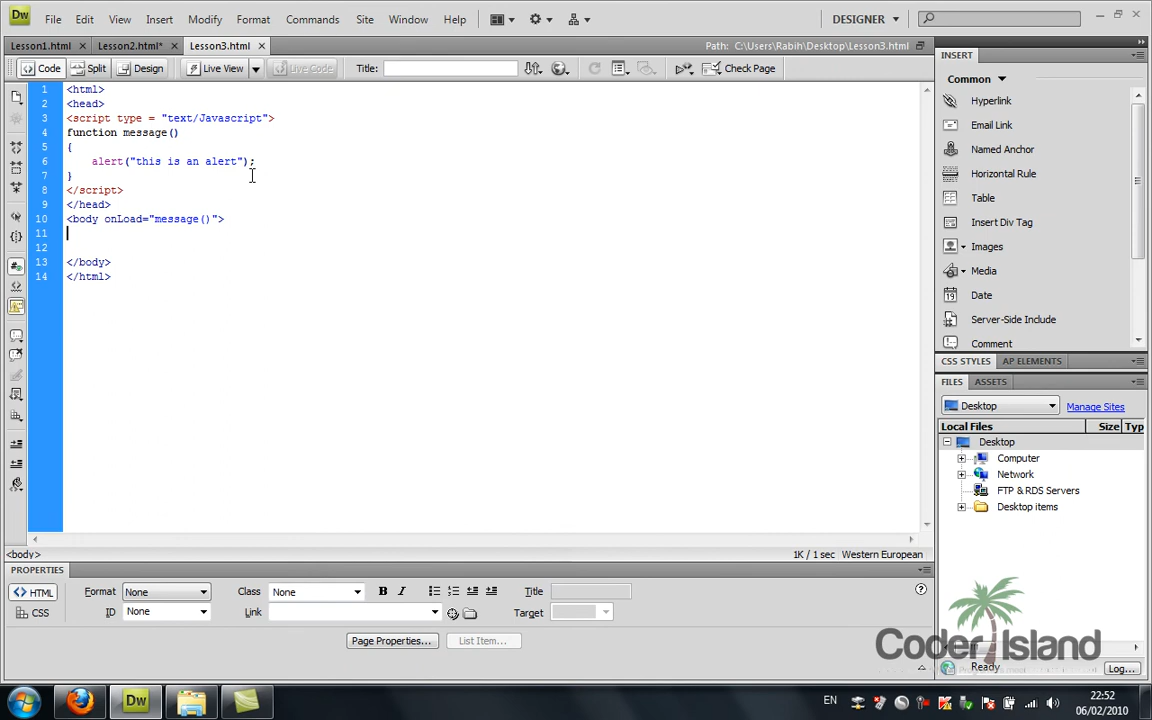 Dw File Edit View Insert Modify Format Commands Site Window Help DESIGNER
Lesson1.html Lesson2.html* Lesson3.html Path: C:\Users\Rabih\Desktop\Lesson3.html
Code Split Design Live View Live Code Title: Check Page
1 <html>
2 <head>
3 <script type = "text/Javascript">
4 function message()
5 {
6 alert("this is an alert");
7 }
8 </script>
9 </head>
10 <body onLoad="message()">
11
12
13 </body>
14 </html>
<body> 1K / 1 sec Western European
PROPERTIES
HTML Format None Class None B I Title
CSS ID None Link Target
Page Properties... List Item...
INSERT
Common
Hyperlink
Email Link
Named Anchor
Horizontal Rule
Table
Insert Div Tag
Images
Media
Date
Server-Side Include
Comment
CSS STYLES AP ELEMENTS
FILES ASSETS
Desktop Manage Sites
Local Files Size Typ
Desktop
Computer
Network
FTP & RDS Servers
Desktop items
Coder Island
Ready Log...
Dw EN 22:52
06/02/2010